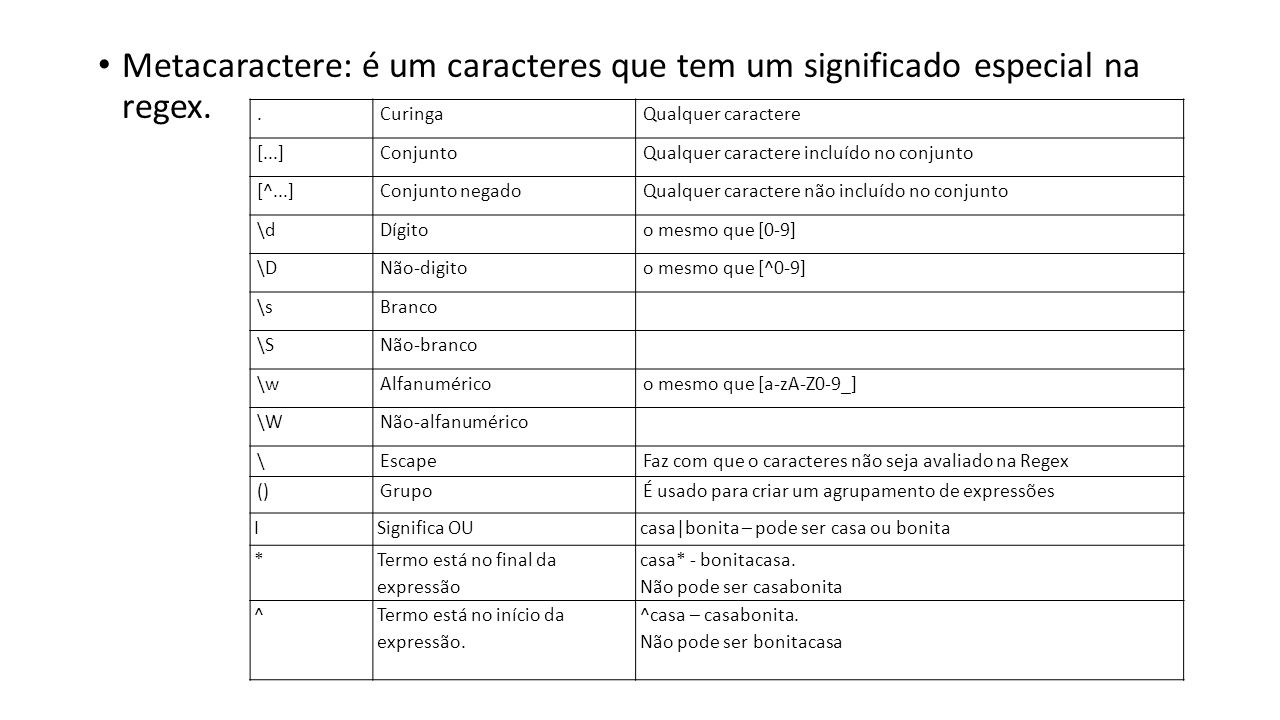 • Metacaractere: é um caracteres que tem um significado especial na
regex.
. Curinga Qualquer caractere
[...] Conjunto Qualquer caractere incluído no conjunto
[^...] Conjunto negado Qualquer caractere não incluído no conjunto
\d Dígito o mesmo que [0-9]
\D Não-digito o mesmo que [^0-9]
\s Branco
\S Não-branco
\w Alfanumérico o mesmo que [a-zA-Z0-9_]
\W Não-alfanumérico
\ Escape Faz com que o caracteres não seja avaliado na Regex
() Grupo É usado para criar um agrupamento de expressões
I Significa OU casa|bonita – pode ser casa ou bonita
* Termo está no final da casa* - bonitacasa.
expressão Não pode ser casabonita
^ Termo está no início da ^casa – casabonita.
expressão. Não pode ser bonitacasa